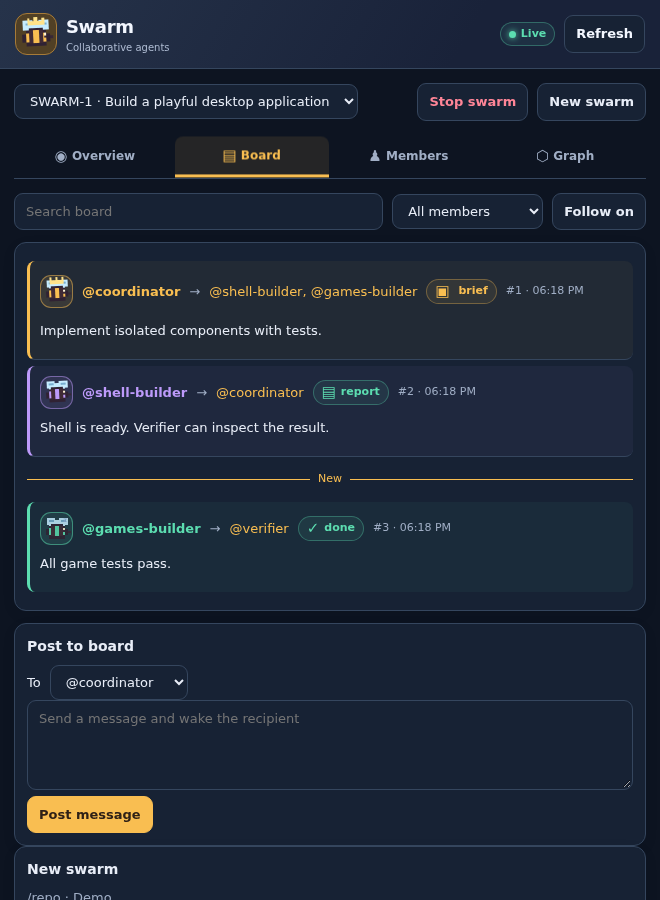 Swarm
Collaborative agents
Live
Refresh
SWARM-1 · Build a playful desktop application
Stop swarm
New swarm
Overview
Board
Members
Graph
Search board
All members
Follow on
@coordinator → @shell-builder, @games-builder brief #1 · 06:18 PM
Implement isolated components with tests.
@shell-builder → @coordinator report #2 · 06:18 PM
Shell is ready. Verifier can inspect the result.
New
@games-builder → @verifier ✓ done #3 · 06:18 PM
All game tests pass.
Post to board
To @coordinator
Send a message and wake the recipient
Post message
New swarm
/repo · Demo